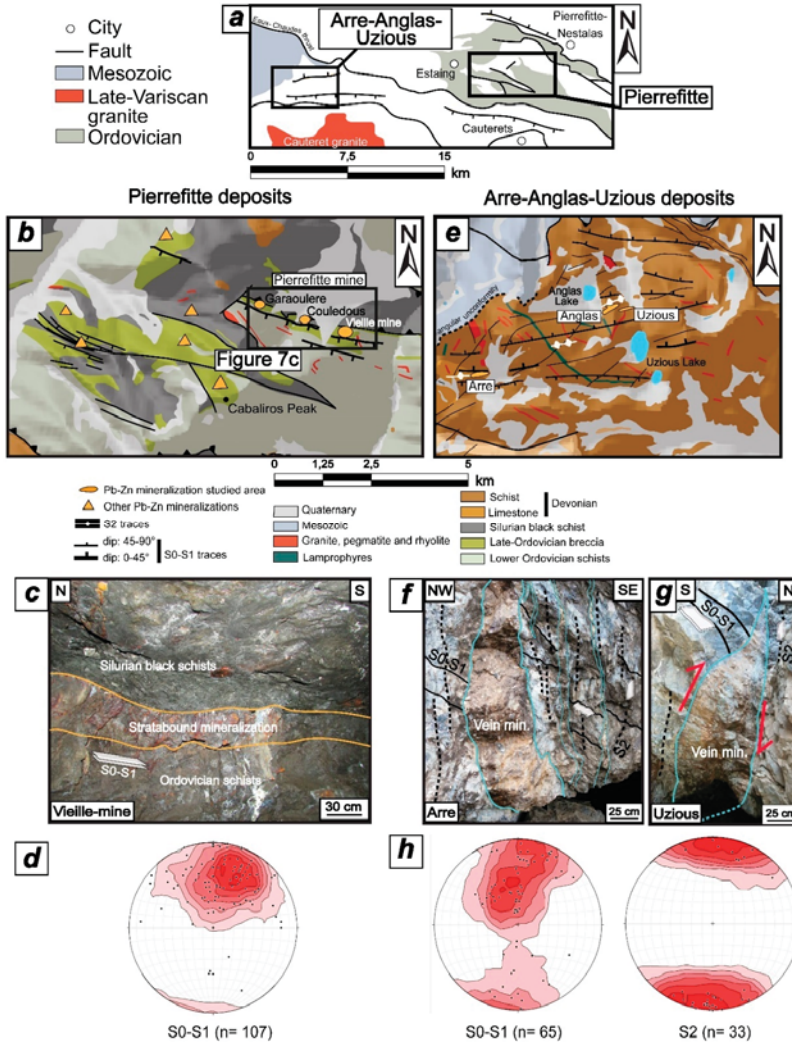 City
Fault
Mesozoic
Late-Variscan
granite
Ordovician
a
Eaux-Chaudes thrust
Arre-Anglas-
Uzious
Pierrefitte-
Nestalas
N
Estaing
Pierrefitte
Cauterets
Cauteret granite
0 7,5 15
km
Pierrefitte deposits
Arre-Anglas-Uzious deposits
b
N
Pierrefitte mine
Garaoulere
Couledous
Vieille mine
Figure 7c
Cabaliros Peak
e
N
angular unconformity
Anglas
Lake
Anglas
Uzious
Uzious Lake
Arre
0 1,25 2,5 5
km
Pb-Zn mineralization studied area
Other Pb-Zn mineralizations
S2 traces
dip: 45-90°
dip: 0-45°
S0-S1 traces
Quaternary
Mesozoic
Granite, pegmatite and rhyolite
Lamprophyres
Schist
Limestone
Devonian
Silurian black schist
Late-Ordovician breccia
Lower Ordovician schists
c
N S
Silurian black schists
Stratabound mineralization
Ordovician schists
S0-S1
30 cm
Vieille-mine
f
NW SE
S0-S1
Vein min.
S2
Arre
25 cm
g
S N
S0-S1
S2
Vein min.
Uzious
25 cm
d
S0-S1 (n= 107)
h
S0-S1 (n= 65)
S2 (n= 33)